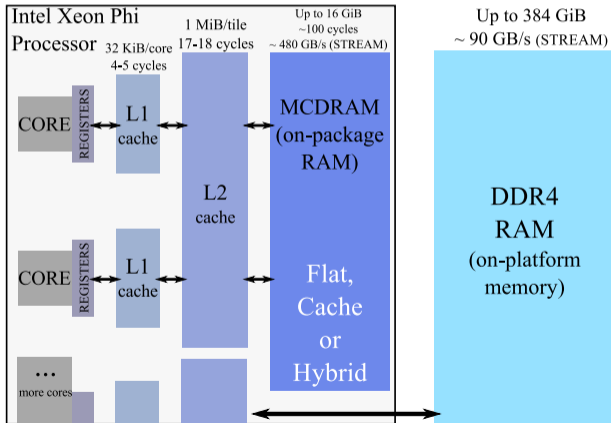 Intel Xeon Phi
Processor
32 KiB/core
4-5 cycles
1 MiB/tile
17-18 cycles
Up to 16 GiB
~100 cycles
~ 480 GB/s (STREAM)
Up to 384 GiB
~ 90 GB/s (STREAM)
CORE
REGISTERS
L1
cache
L2
cache
MCDRAM
(on-package
RAM)
DDR4
RAM
(on-platform
memory)
CORE
REGISTERS
L1
cache
Flat,
Cache
or
Hybrid
...
more cores